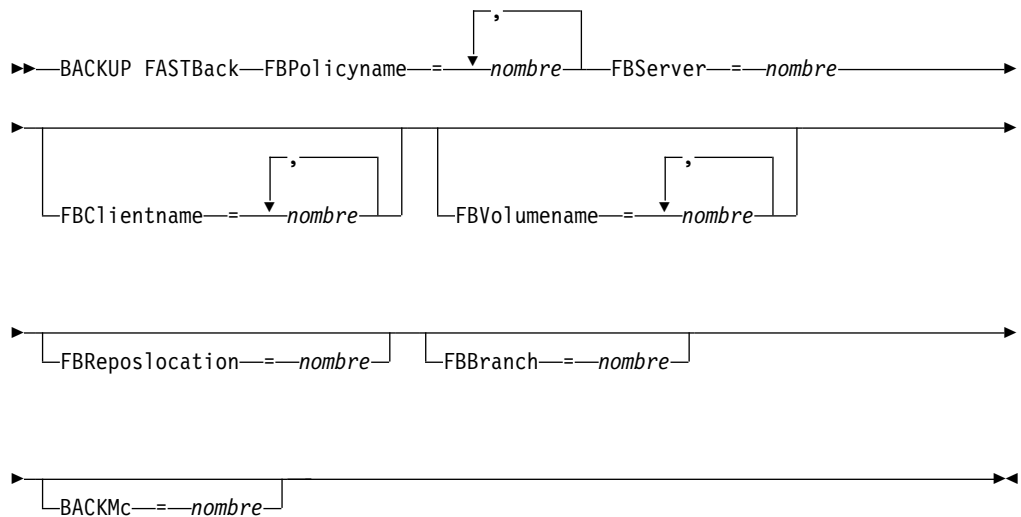 ,
BACKUP FASTBack FBPolicyname = nombre FBServer = nombre
, ,
FBClientname = nombre FBVolumename = nombre
FBReposlocation = nombre FBBranch = nombre
BACKMc = nombre